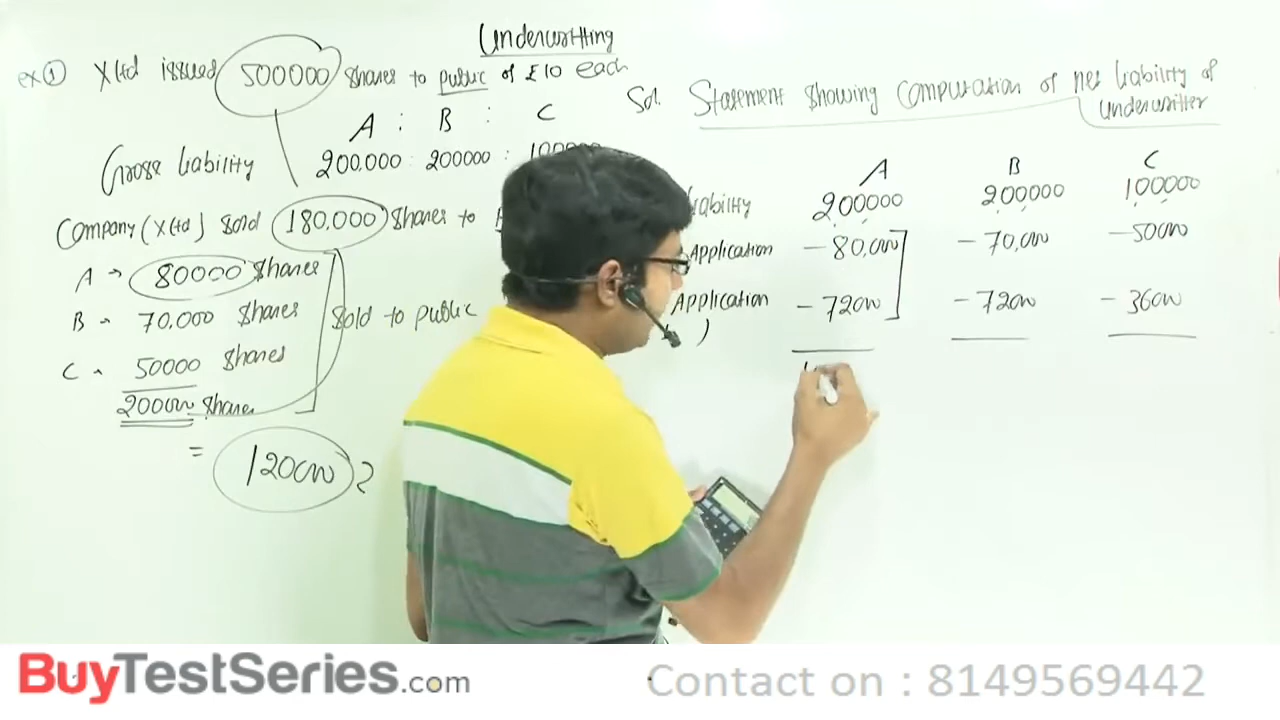 Underwritting
ex① X Ltd issued 500000 shares to public of £10 each
A : B : C
Gross liability 200,000 : 200000 : 100000
Company (X Ltd) sold 180,000 shares to
A → 80000 shares
B = 70,000 shares
sold to public
C = 50000 shares
200000 shares
= 120000 ?
Sol. Statement showing computation of net liability of underwritter
A B C
liability 200000 200000 100000
Application - 80,000 - 70,000 - 50000
Application - 72000 - 72000 - 36000
)
BuyTestSeries.com
Contact on : 8149569442